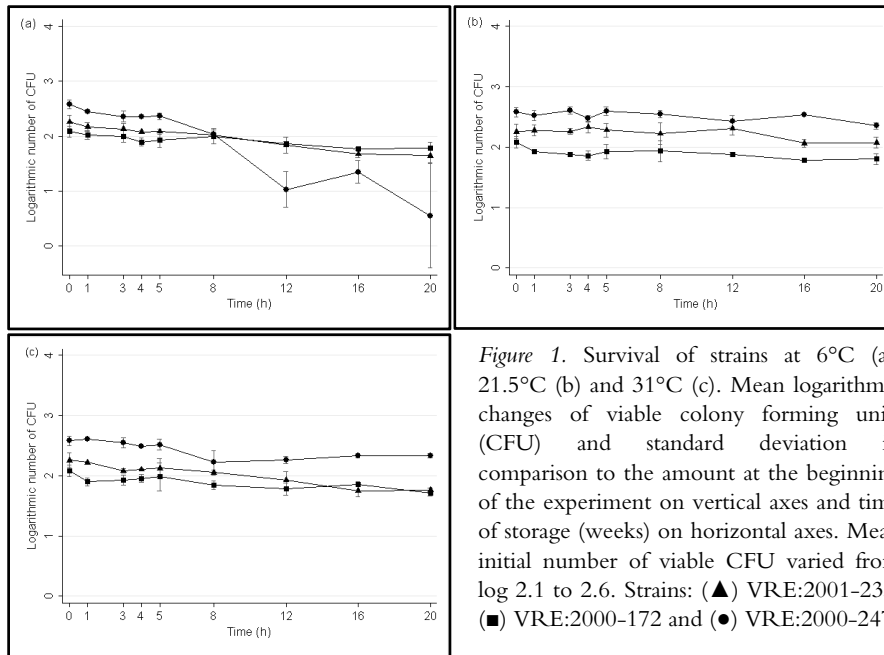 (a)
4
3
2
1
0
Logarithmic number of CFU
0 1 3 4 5 8 12 16 20
Time (h)
(b)
4
3
2
1
0
Logarithmic number of CFU
0 1 3 4 5 8 12 16 20
Time (h)
(c)
4
3
2
1
0
Logarithmic number of CFU
0 1 3 4 5 8 12 16 20
Time (h)
Figure 1. Survival of strains at 6°C (a
21.5°C (b) and 31°C (c). Mean logarithm
changes of viable colony forming uni
(CFU) and standard deviation
comparison to the amount at the beginnin
of the experiment on vertical axes and tim
of storage (weeks) on horizontal axes. Mea
initial number of viable CFU varied fro
log 2.1 to 2.6. Strains: (▲) VRE:2001-23
(■) VRE:2000-172 and (●) VRE:2000-247